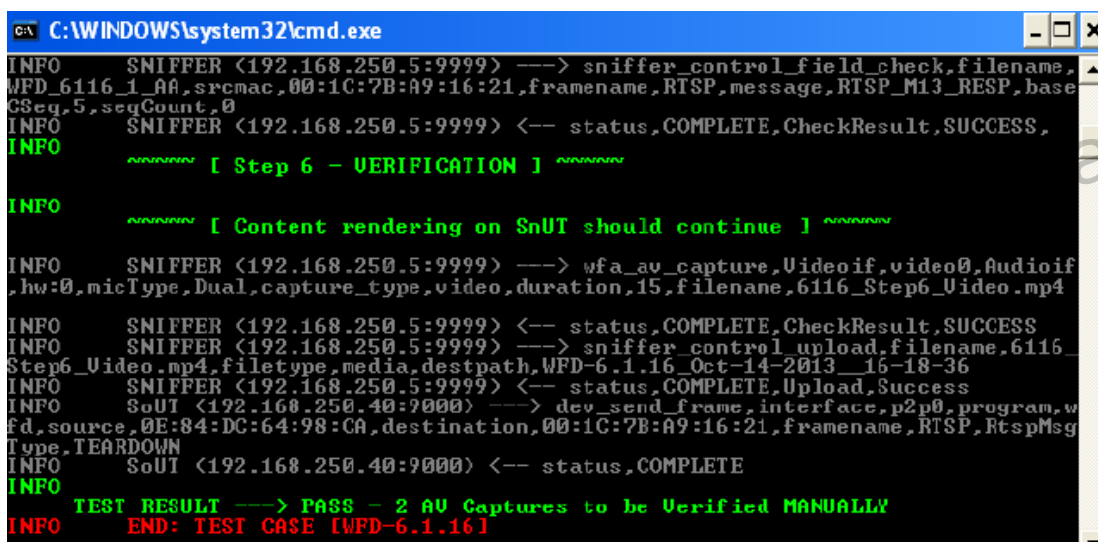 C:\WINDOWS\system32\cmd.exe
INFO SNIFFER (192.168.250.5:9999) ---> sniffer_control_field_check,filename,
WFD_6116_1_AA,srcmac,00:1C:7B:A9:16:21,framename,RTSP,message,RTSP_M13_RESP,base
CSeq,5,seqCount,0
INFO SNIFFER (192.168.250.5:9999) <-- status,COMPLETE,CheckResult,SUCCESS,
INFO
~~~~~ [ Step 6 - VERIFICATION ] ~~~~~
INFO
~~~~~ [ Content rendering on SnUT should continue ] ~~~~~
INFO SNIFFER (192.168.250.5:9999) ---> wfa_av_capture,Videoif,video0,Audioif
,hw:0,micType,Dual,capture_type,video,duration,15,filename,6116_Step6_Video.mp4
INFO SNIFFER (192.168.250.5:9999) <-- status,COMPLETE,CheckResult,SUCCESS
INFO SNIFFER (192.168.250.5:9999) ---> sniffer_control_upload,filename,6116_
Step6_Video.mp4,filetype,media,destpath,WFD-6.1.16_Oct-14-2013__16-18-36
INFO SNIFFER (192.168.250.5:9999) <-- status,COMPLETE,Upload,Success
INFO SoUT (192.168.250.40:9000) ---> dev_send_frame,interface,p2p0,program,w
fd,source,0E:84:DC:64:98:CA,destination,00:1C:7B:A9:16:21,framename,RTSP,RtspMsg
Type,TEARDOWN
INFO SoUT (192.168.250.40:9000) <-- status,COMPLETE
INFO
TEST RESULT ---> PASS - 2 AV Captures to be Verified MANUALLY
INFO END: TEST CASE [WFD-6.1.16]